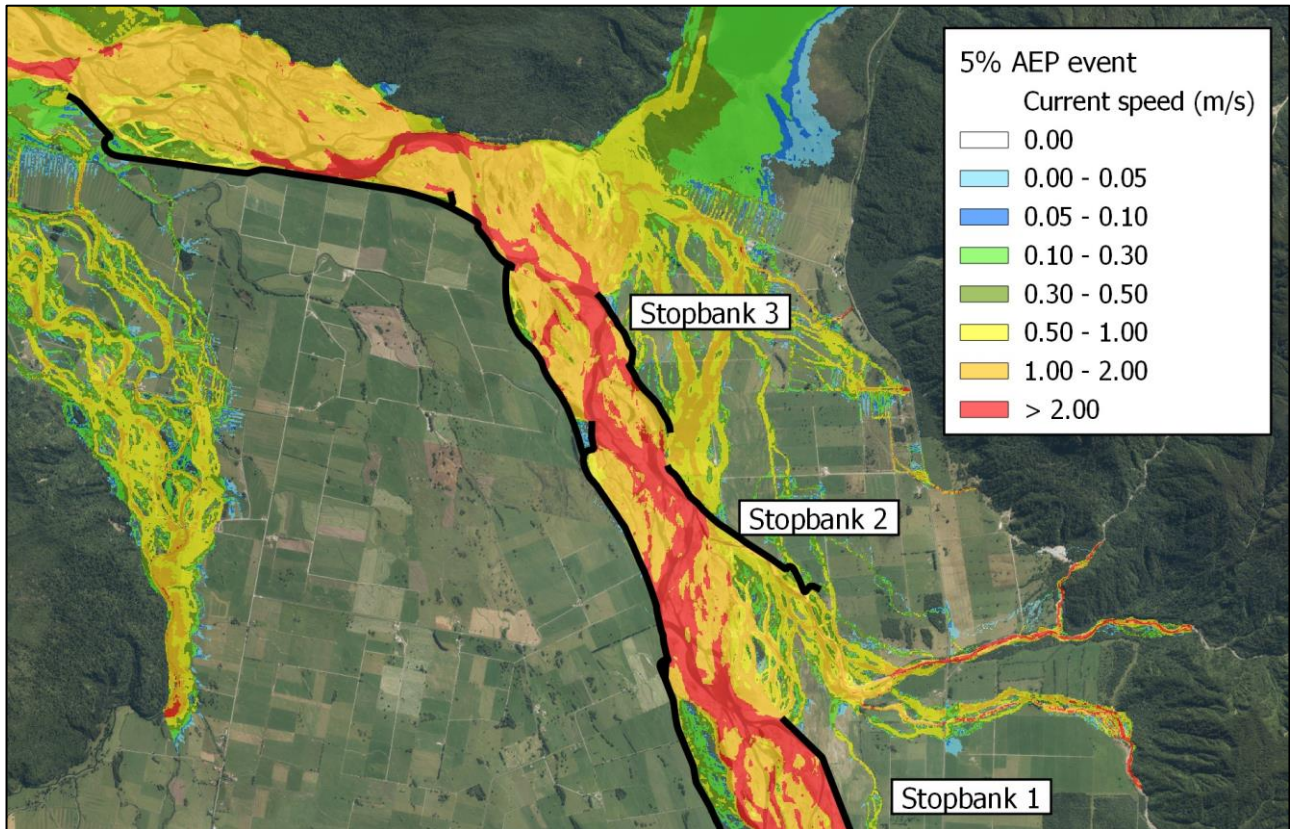 5% AEP event
Current speed (m/s)
0.00
0.00 - 0.05
0.05 - 0.10
0.10 - 0.30
0.30 - 0.50
0.50 - 1.00
1.00 - 2.00
> 2.00
Stopbank 3
Stopbank 2
Stopbank 1